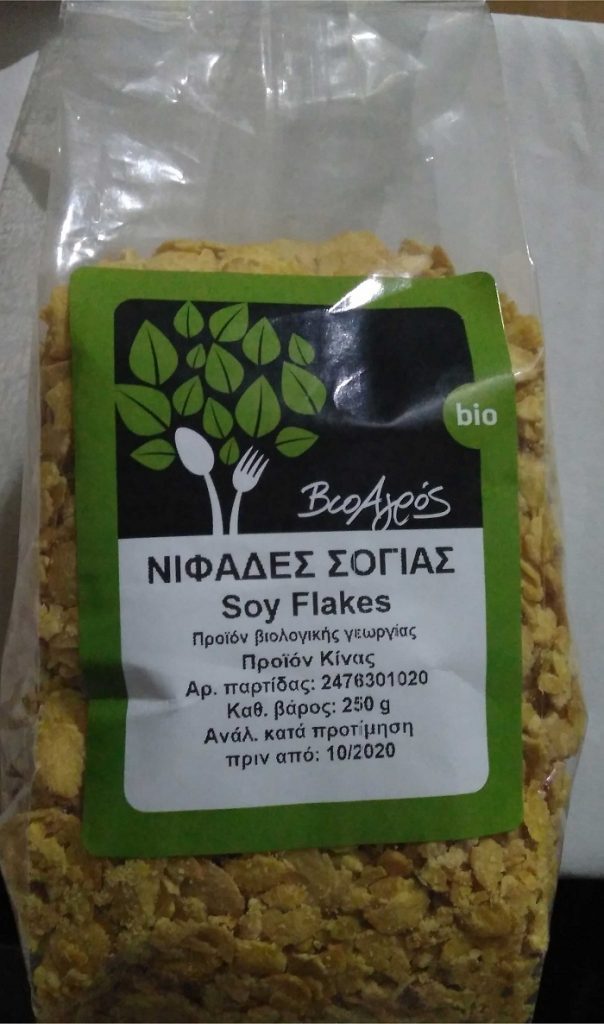 bio
ΒιοΑγρός
ΝΙΦΑΔΕΣ ΣΟΓΙΑΣ
Soy Flakes
Προϊόν βιολογικής γεωργίας
Προϊόν Κίνας
Αρ. παρτίδας: 2476301020
Καθ. βάρος: 250 g
Ανάλ. κατά προτίμηση
πριν από: 10/2020